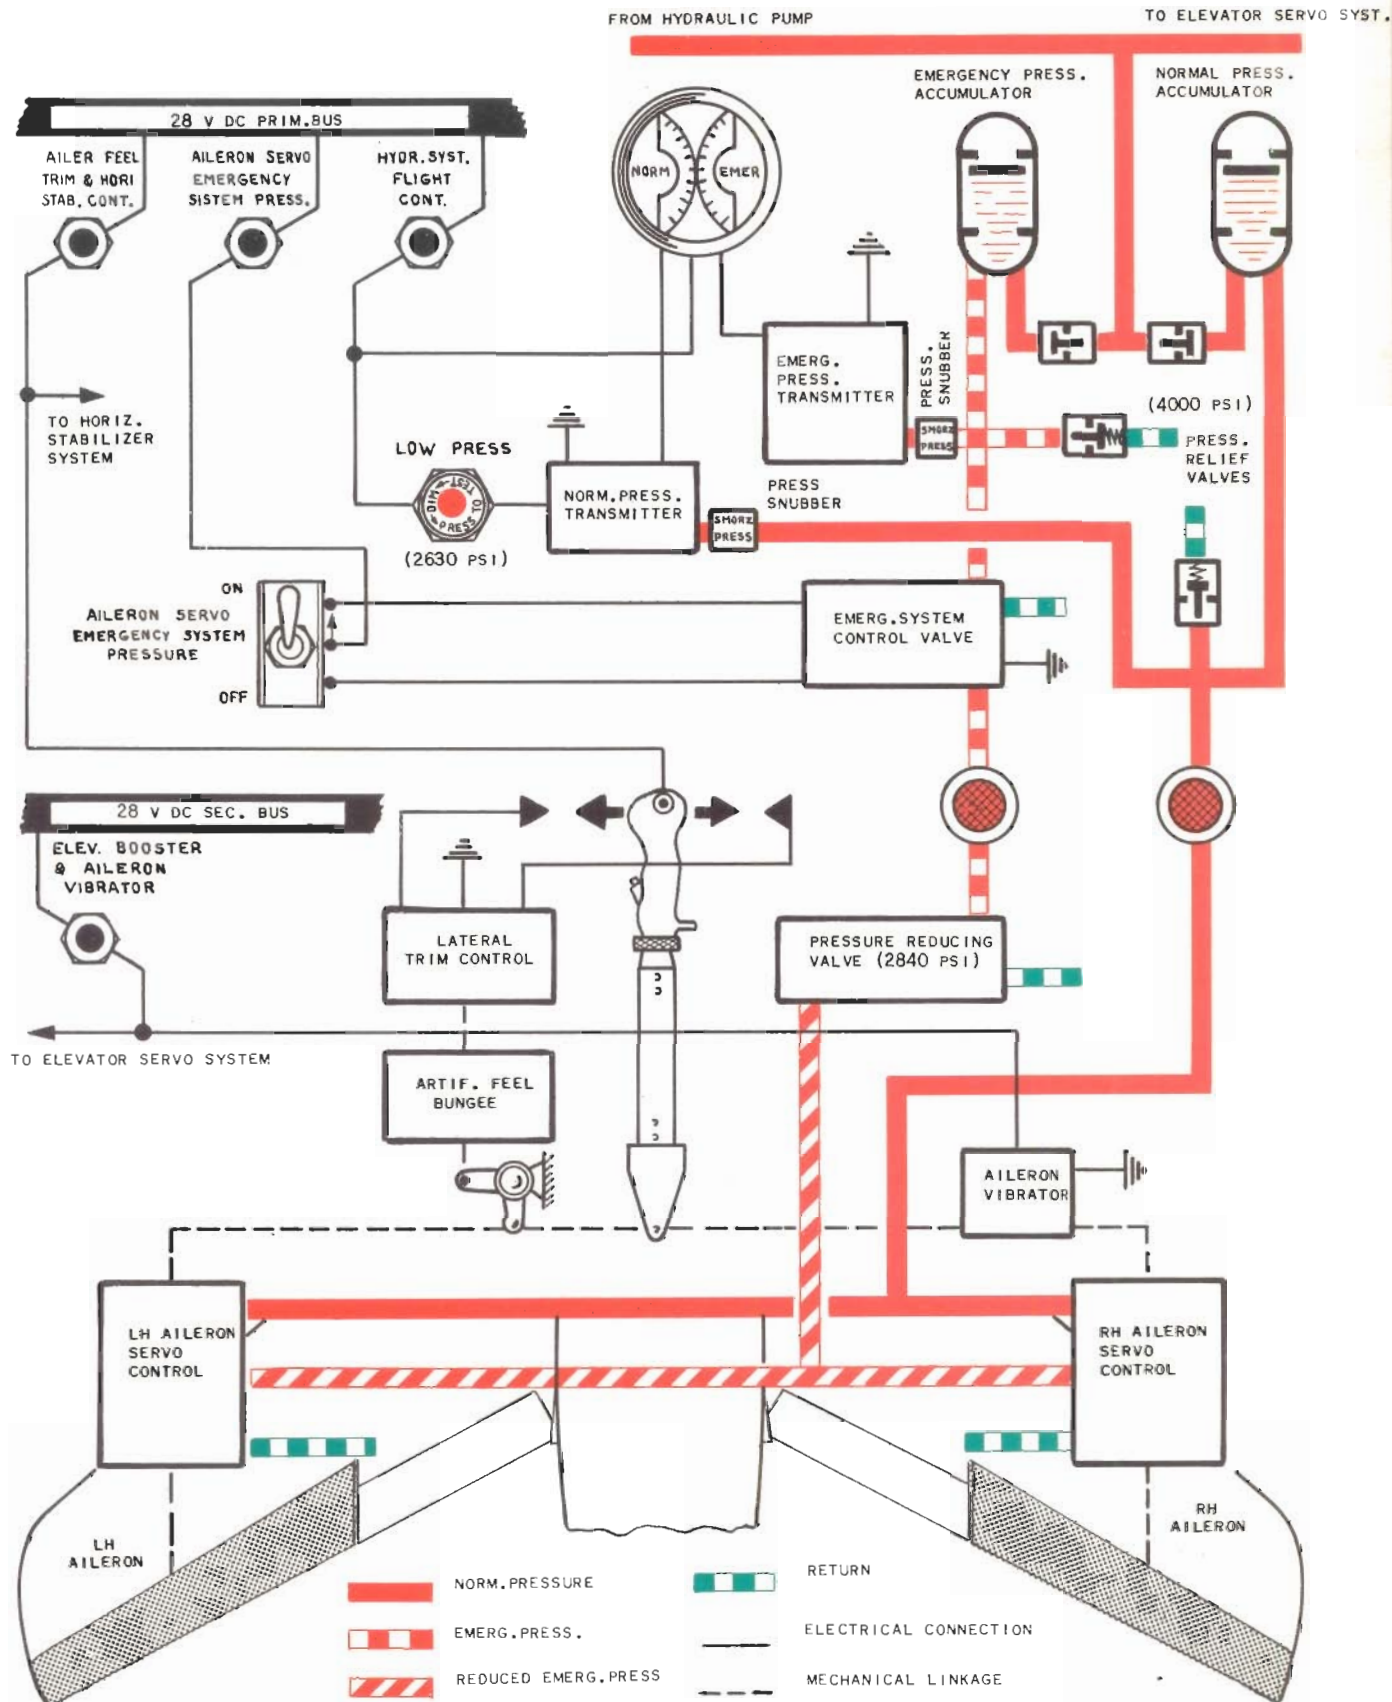 FROM HYDRAULIC PUMP
TO ELEVATOR SERVO SYST.
EMERGENCY PRESS.
ACCUMULATOR
NORMAL PRESS.
ACCUMULATOR
28 V DC PRIM.BUS
AILER FEEL
TRIM & HORI
STAB. CONT.
AILERON SERVO
EMERGENCY
SISTEM PRESS.
HYDR.SYST.
FLIGHT
CONT.
NORM
EMER
TO HORIZ.
STABILIZER
SYSTEM
EMERG.
PRESS.
TRANSMITTER
PRESS.
SNUBBER
SMORZ
PRESS
(4000 PSI)
PRESS.
RELIEF
VALVES
LOW PRESS
PRESS TO TEST
DIM
(2630 PSI)
NORM.PRESS.
TRANSMITTER
PRESS
SNUBBER
SMORZ
PRESS
ON
AILERON SERVO
EMERGENCY SYSTEM
PRESSURE
OFF
EMERG.SYSTEM
CONTROL VALVE
28 V DC SEC. BUS
ELEV. BOOSTER
& AILERON
VIBRATOR
LATERAL
TRIM CONTROL
PRESSURE REDUCING
VALVE (2840 PSI)
TO ELEVATOR SERVO SYSTEM
ARTIF. FEEL
BUNGEE
AILERON
VIBRATOR
LH AILERON
SERVO
CONTROL
RH AILERON
SERVO
CONTROL
LH
AILERON
RH
AILERON
NORM.PRESSURE
RETURN
EMERG.PRESS.
ELECTRICAL CONNECTION
REDUCED EMERG.PRESS
MECHANICAL LINKAGE